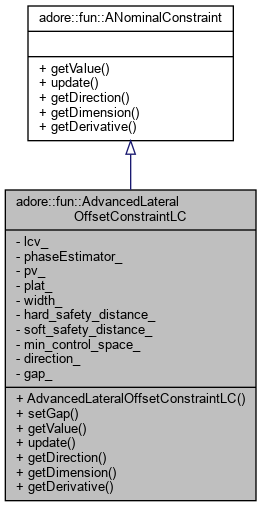 adore::fun::ANominalConstraint
+ getValue()
+ update()
+ getDirection()
+ getDimension()
+ getDerivative()
adore::fun::AdvancedLateral
OffsetConstraintLC
- lcv_
- phaseEstimator_
- pv_
- plat_
- width_
- hard_safety_distance_
- soft_safety_distance_
- min_control_space_
- direction_
- gap_
+ AdvancedLateralOffsetConstraintLC()
+ setGap()
+ getValue()
+ update()
+ getDirection()
+ getDimension()
+ getDerivative()